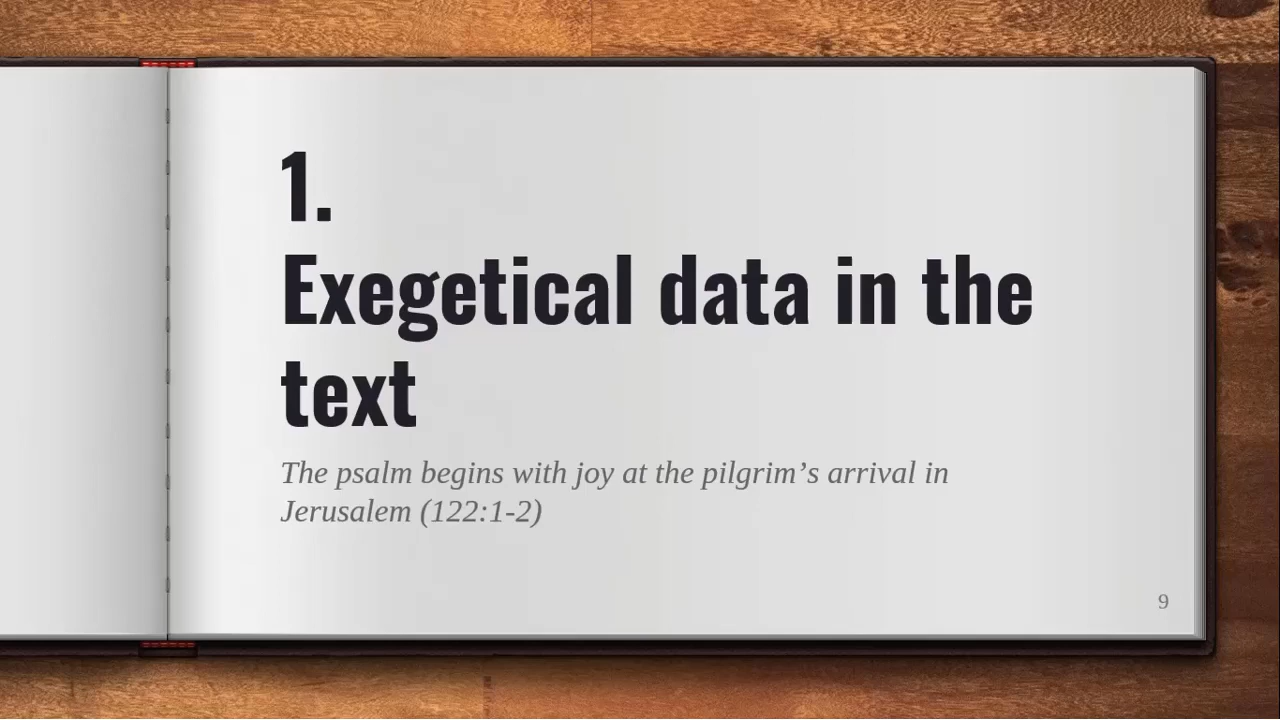 1.
Exegetical data in the
text
The psalm begins with joy at the pilgrim’s arrival in
Jerusalem (122:1-2)
9